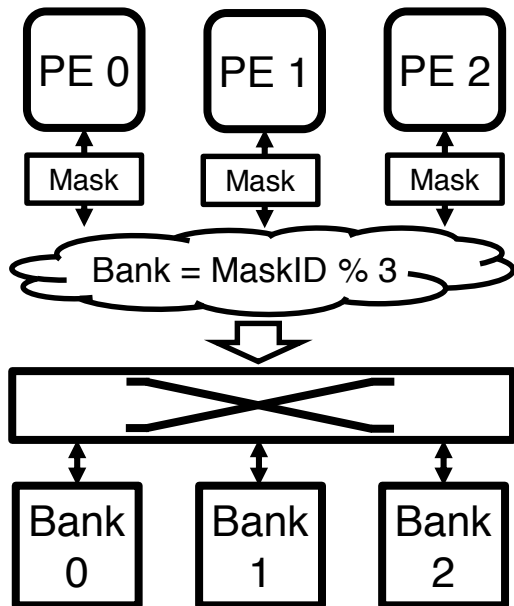 PE 0 PE 1 PE 2
Mask Mask Mask
Bank = MaskID % 3
Bank Bank Bank
0 1 2